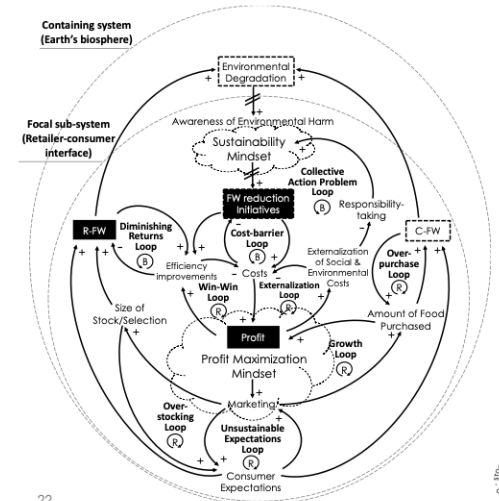 Containing system
(Earth's biosphere)
Environmental
Degradation
+
+
Focal sub-system
(Retailer-consumer
interface)
Awareness of Environmental Harm
+
+
Sustainability
Mindset
Collective
Action Problem
Loop
B
+
FW reduction
Initiatives
Responsibility-
taking
R-FW
Diminishing
Returns
Loop
B
Cost-barrier
Loop
B
C-FW
Efficiency
improvements
Costs
Externalization
of Social &
Environmental
Costs
Over-
purchase
Loop
R
Win-Win
Loop
R
Externalization
Loop
R
Size of
Stock/Selection
Amount of Food
Purchased
Profit
Profit Maximization
Mindset
Growth
Loop
R
Marketing
Over-
stocking
Loop
R
Unsustainable
Expectations
Loop
R
Consumer
Expectations
22